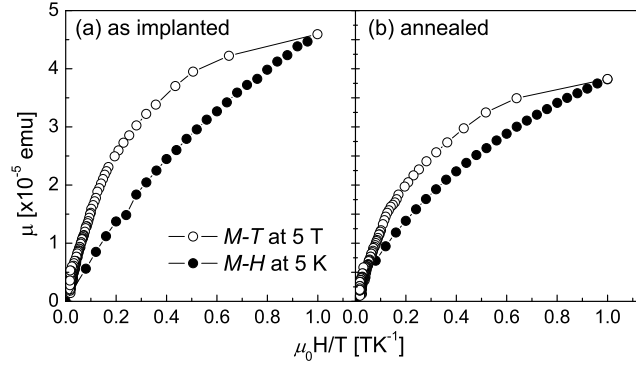 (a) as implanted
(b) annealed
5
4
3
2
1
0
μ [x10⁻⁵ emu]
M-T at 5 T
M-H at 5 K
0.0 0.2 0.4 0.6 0.8 1.0 0.0 0.2 0.4 0.6 0.8 1.0
μ₀H/T [TK⁻¹]